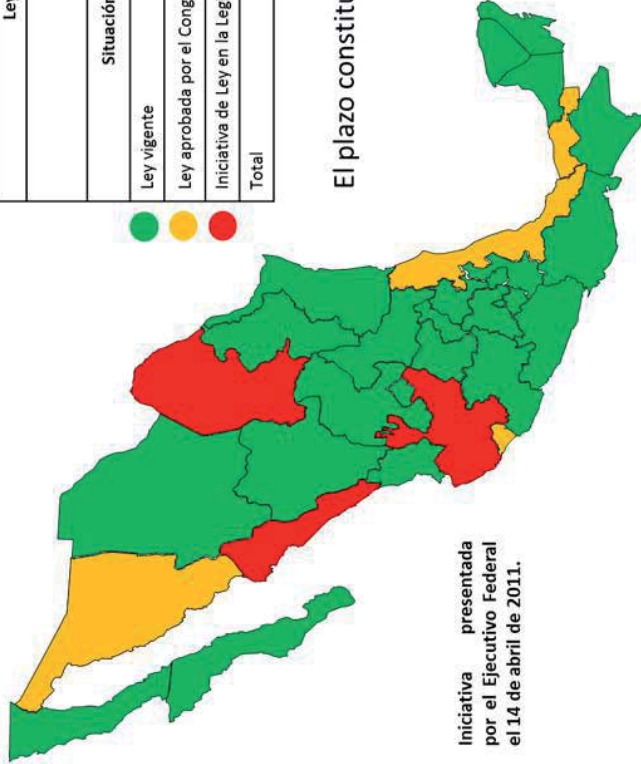 Ley
Situación
Ley vigente
Ley aprobada por el Cong
Iniciativa de Ley en la Leg
Total
El plazo constitu
Iniciativa presentada
por el Ejecutivo Federal
el 14 de abril de 2011.